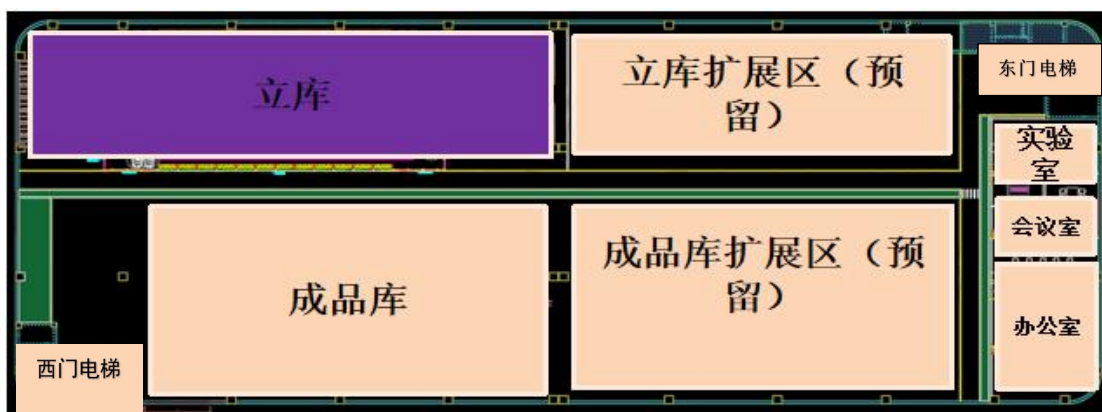 立库
立库扩展区（预
留）
东门电梯
实验
室
会议室
成品库
成品库扩展区（预
留）
办公室
西门电梯